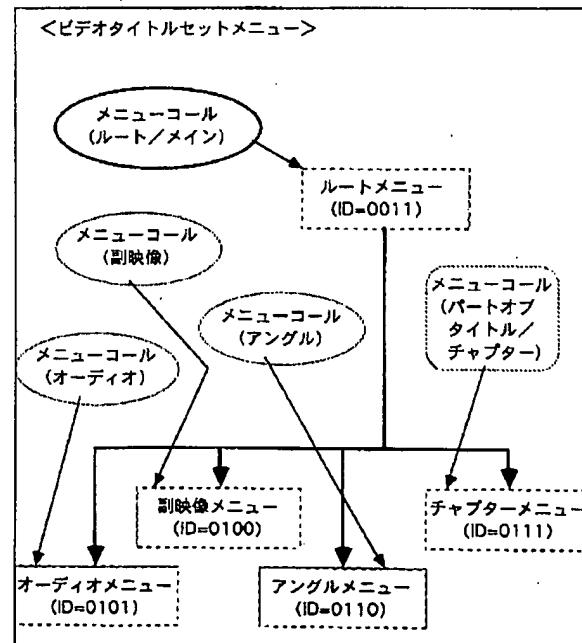 <ビデオタイトルセットメニュー>
メニューコール
(ルート/メイン)
ルートメニュー
(ID=0011)
メニューコール
(副映像)
メニューコール
(パートオブ
タイトル/
チャプター)
メニューコール
(アングル)
メニューコール
(オーディオ)
副映像メニュー
(ID=0100)
チャプターメニュー
(ID=0111)
オーディオメニュー
(ID=0101)
アングルメニュー
(ID=0110)